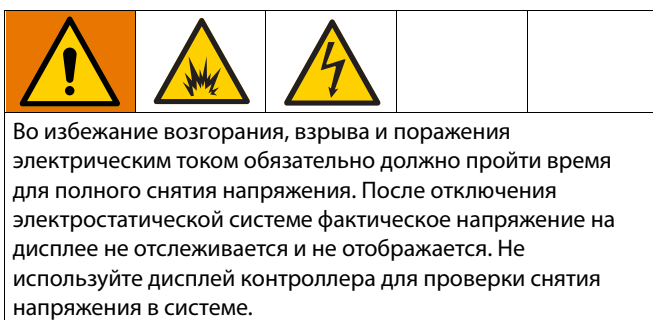 Во избежание возгорания, взрыва и поражения
электрическим током обязательно должно пройти время
для полного снятия напряжения. После отключения
электростатической системе фактическое напряжение на
дисплее не отслеживается и не отображается. Не
используйте дисплей контроллера для проверки снятия
напряжения в системе.